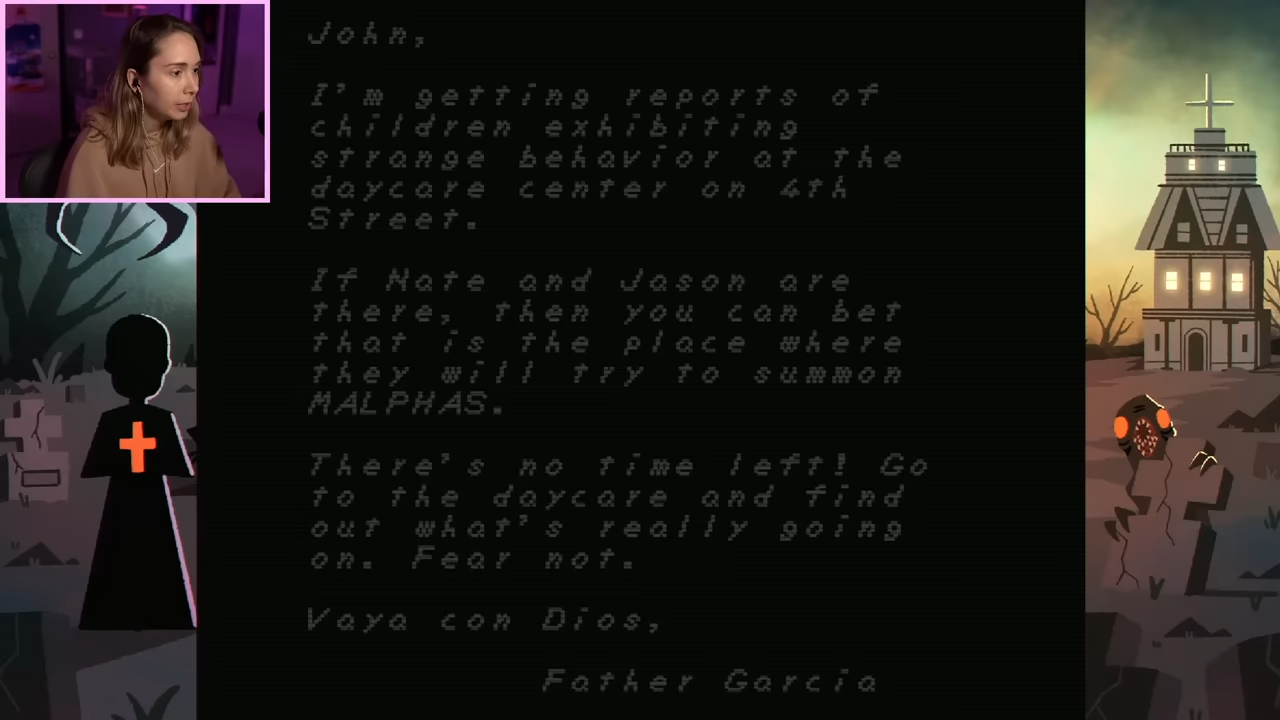 John,
I'm getting reports of
children exhibiting
strange behavior at the
daycare center on 4th
Street.
If Nate and Jason are
there, then you can bet
that is the place where
they will try to summon
MALPHAS.
There's no time left! Go
to the daycare and find
out what's really going
on. Fear not.
Vaya con Dios,
Father Garcia